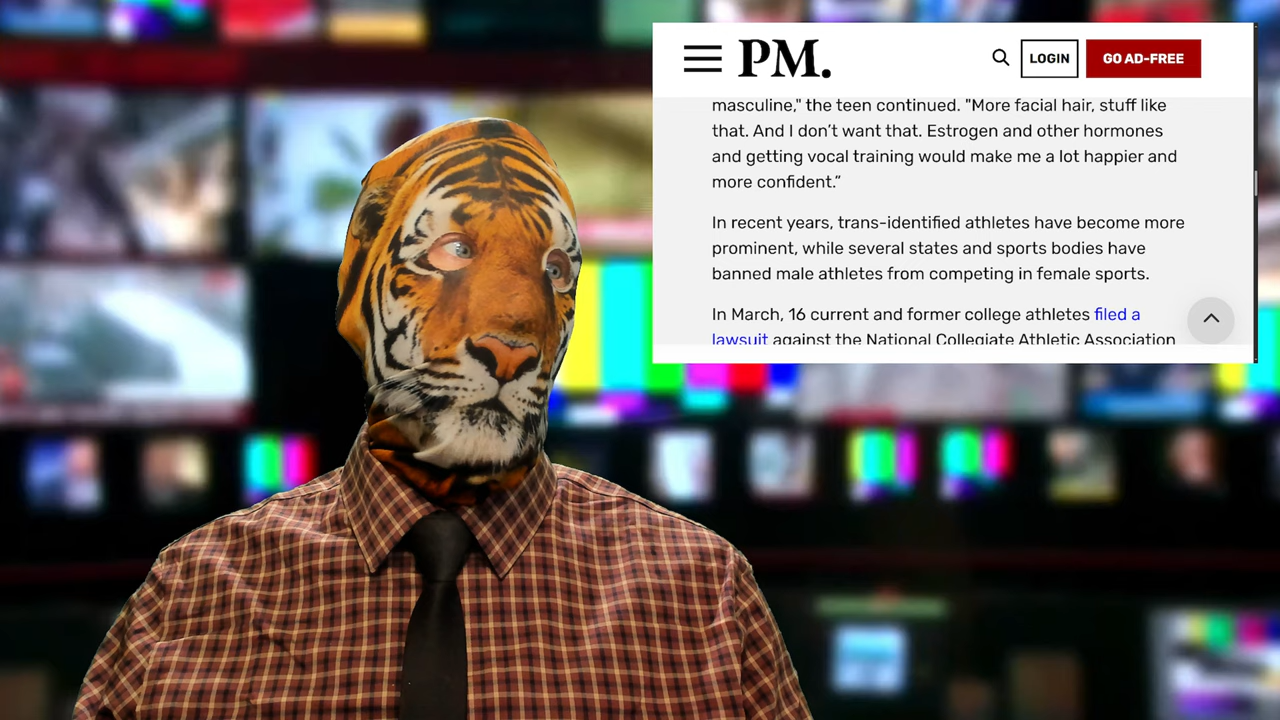 PM.
LOGIN
GO AD-FREE
masculine," the teen continued. "More facial hair, stuff like
that. And I don't want that. Estrogen and other hormones
and getting vocal training would make me a lot happier and
more confident.”
In recent years, trans-identified athletes have become more
prominent, while several states and sports bodies have
banned male athletes from competing in female sports.
In March, 16 current and former college athletes filed a
lawsuit against the National Collegiate Athletic Association